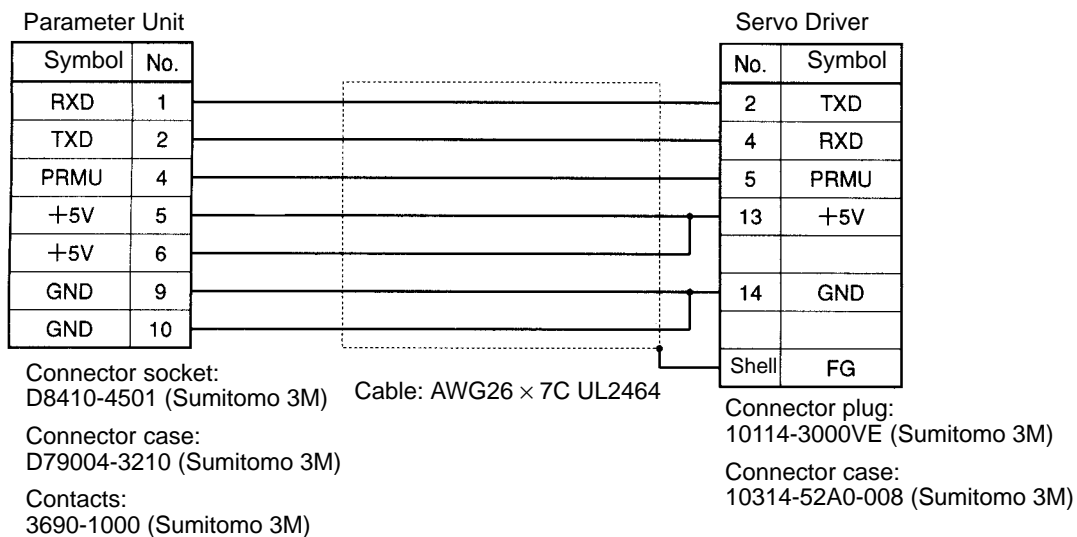 Parameter Unit
Servo Driver
Symbol No.
No. Symbol
RXD 1
2 TXD
TXD 2
4 RXD
PRMU 4
5 PRMU
+5V 5
13 +5V
+5V 6
GND 9
14 GND
GND 10
Shell FG
Connector socket:
D8410-4501 (Sumitomo 3M)
Connector case:
D79004-3210 (Sumitomo 3M)
Contacts:
3690-1000 (Sumitomo 3M)
Cable: AWG26 × 7C UL2464
Connector plug:
10114-3000VE (Sumitomo 3M)
Connector case:
10314-52A0-008 (Sumitomo 3M)